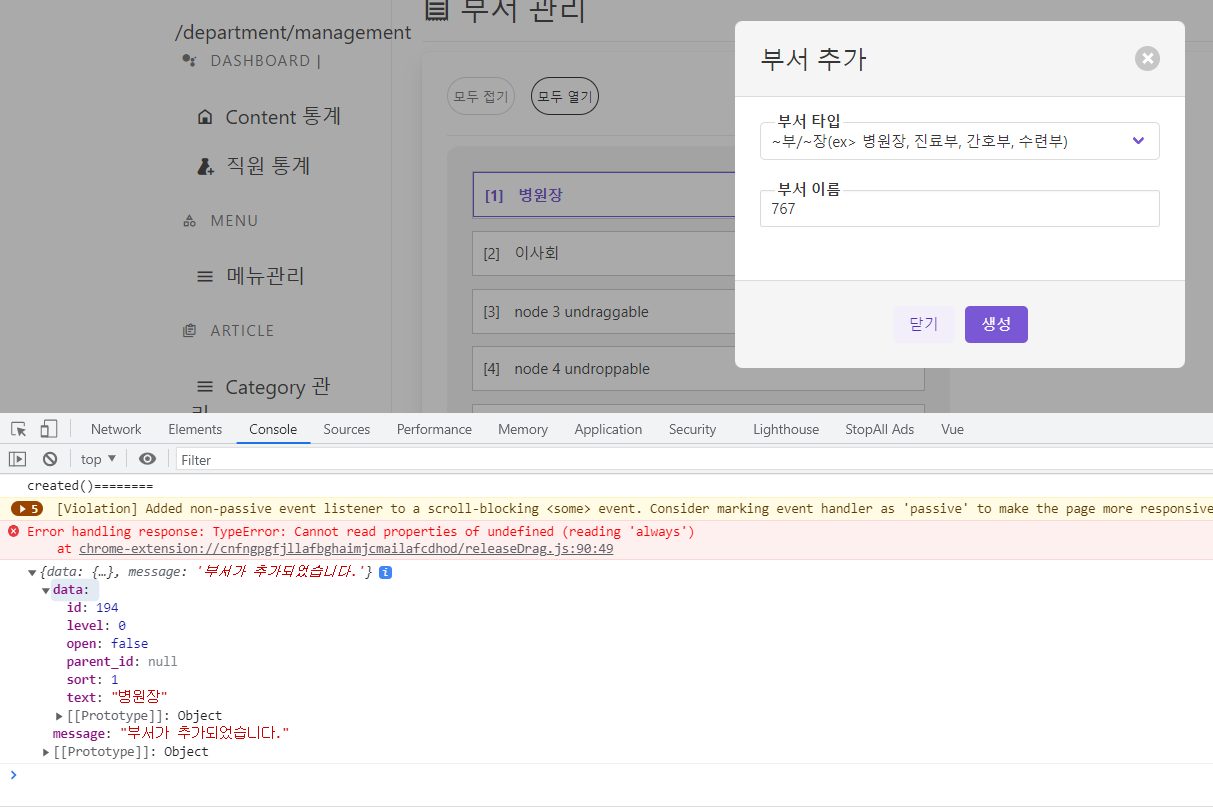 부서 관리
/department/management
DASHBOARD |
Content 통계
직원 통계
MENU
메뉴관리
ARTICLE
Category 관
리
모두 접기
모두 열기
[1] 병원장
[2] 이사회
[3] node 3 undraggable
[4] node 4 undroppable
부서 추가
부서 타입
~부/~장(ex> 병원장, 진료부, 간호부, 수련부)
부서 이름
767
닫기
생성
Network Elements Console Sources Performance Memory Application Security Lighthouse StopAll Ads Vue
top Filter
created()========
5 [Violation] Added non-passive event listener to a scroll-blocking <some> event. Consider marking event handler as 'passive' to make the page more responsive
Error handling response: TypeError: Cannot read properties of undefined (reading 'always')
at chrome-extension://cnfngpgfjllafbghaimjcmailafcdhod/releaseDrag.js:90:49
{data: {…}, message: '부서가 추가되었습니다.'} i
data:
id: 194
level: 0
open: false
parent_id: null
sort: 1
text: "병원장"
[[Prototype]]: Object
message: "부서가 추가되었습니다."
[[Prototype]]: Object